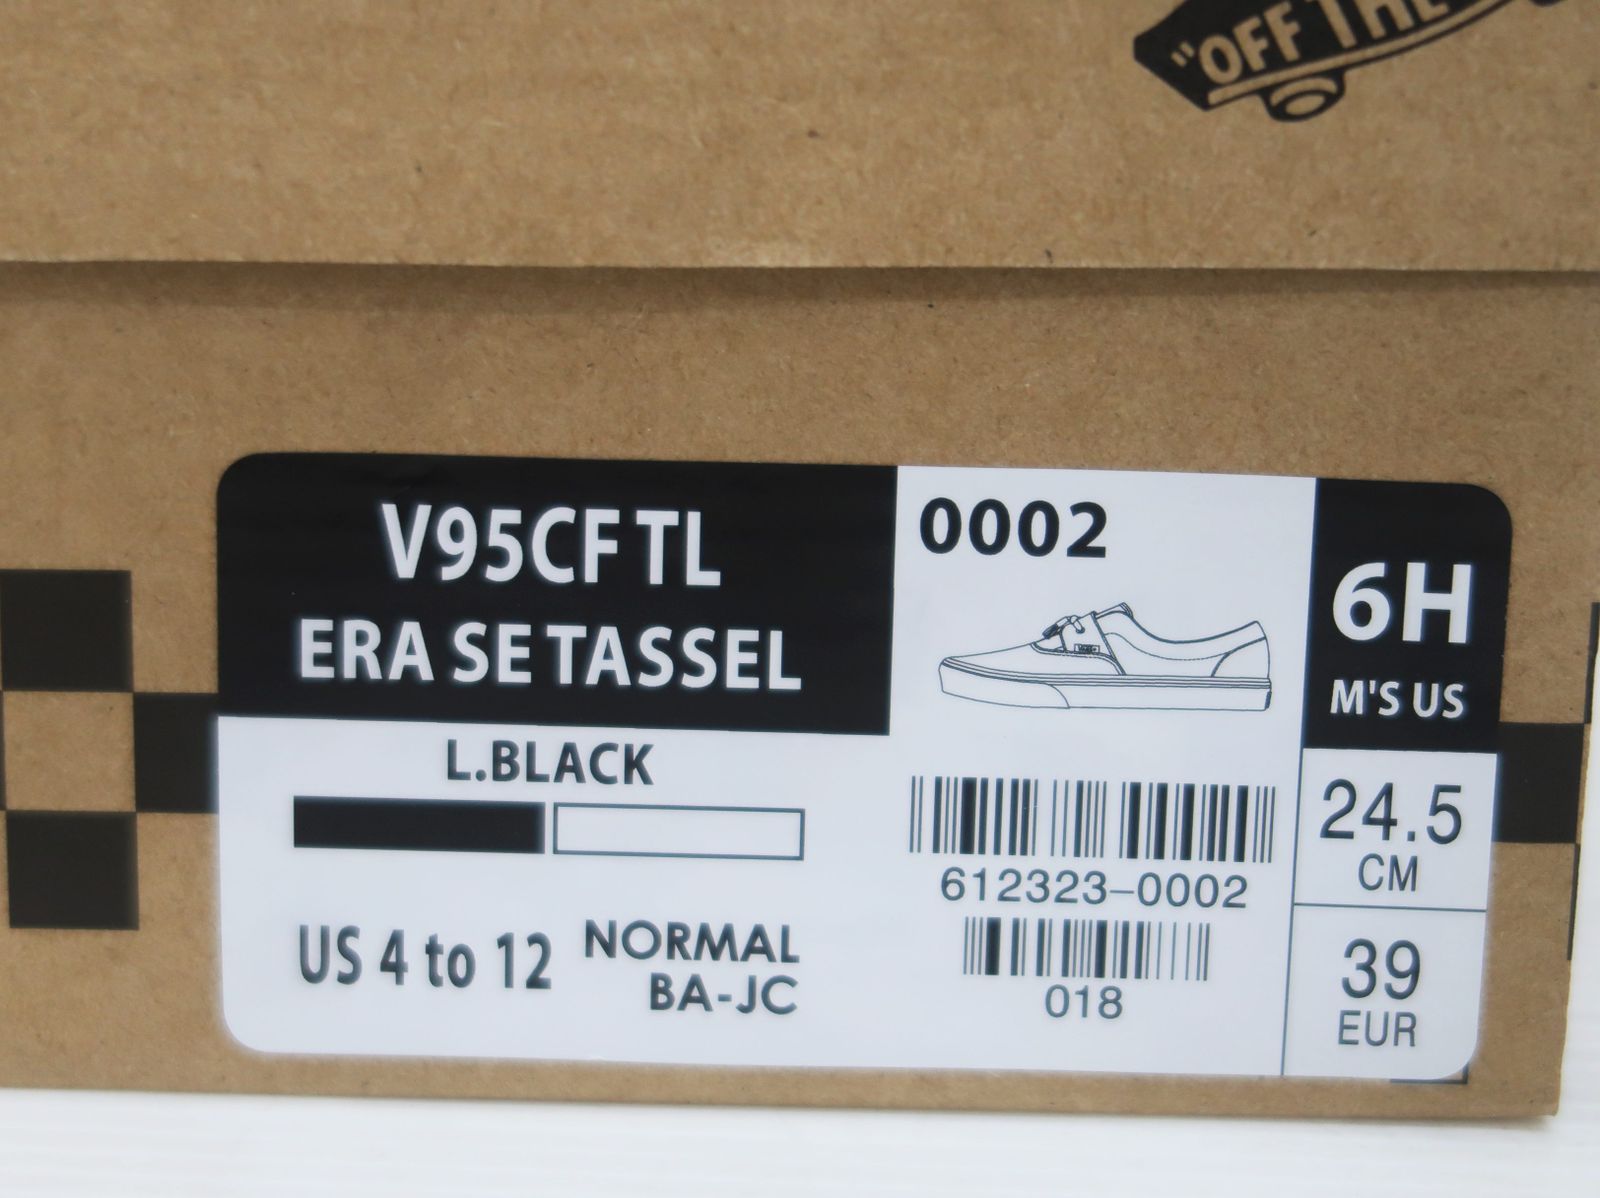 "OFF THE
V95CF TL
ERA SE TASSEL
L.BLACK
US 4 to 12
NORMAL
BA-JC
0002
612323-0002
018
6H
M'S US
24.5
CM
39
EUR